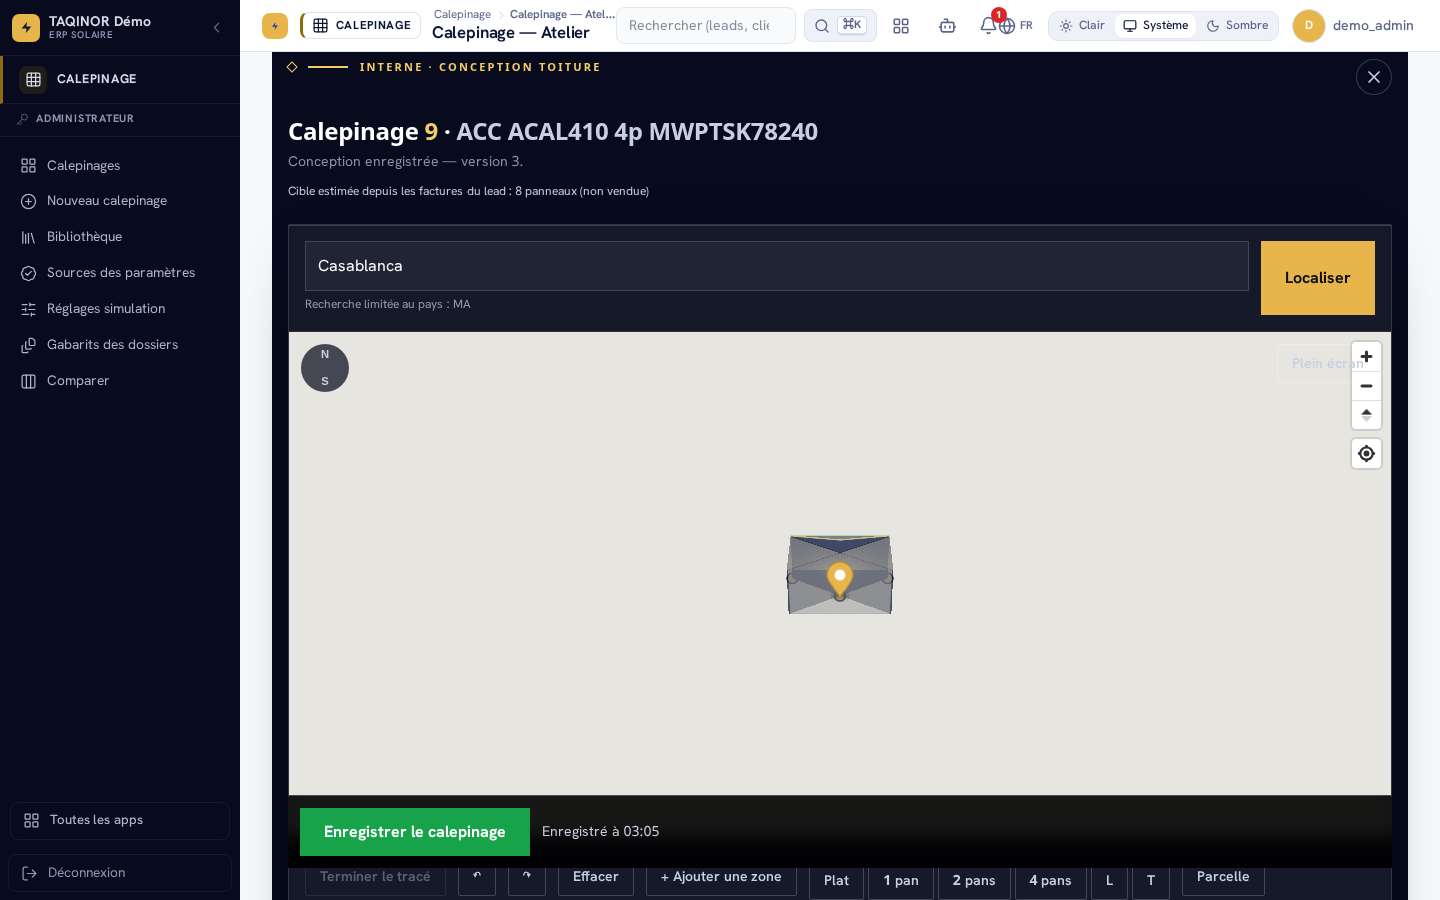 TAQINOR Démo
ERP SOLAIRE
CALEPINAGE
ADMINISTRATEUR
Calepinages
Nouveau calepinage
Bibliothèque
Sources des paramètres
Réglages simulation
Gabarits des dossiers
Comparer
Toutes les apps
Déconnexion
CALEPINAGE
Calepinage > Calepinage — Atel...
Calepinage — Atelier
Rechercher (leads, clie
⌘K
1
FR
Clair
Système
Sombre
D
demo_admin
INTERNE · CONCEPTION TOITURE
Calepinage 9 · ACC ACAL410 4p MWPTSK78240
Conception enregistrée — version 3.
Cible estimée depuis les factures du lead : 8 panneaux (non vendue)
Casablanca
Localiser
Recherche limitée au pays : MA
N
S
Plein écran
Enregistrer le calepinage
Enregistré à 03:05
Terminer le tracé
Effacer
+ Ajouter une zone
Plat
1 pan
2 pans
4 pans
L
T
Parcelle